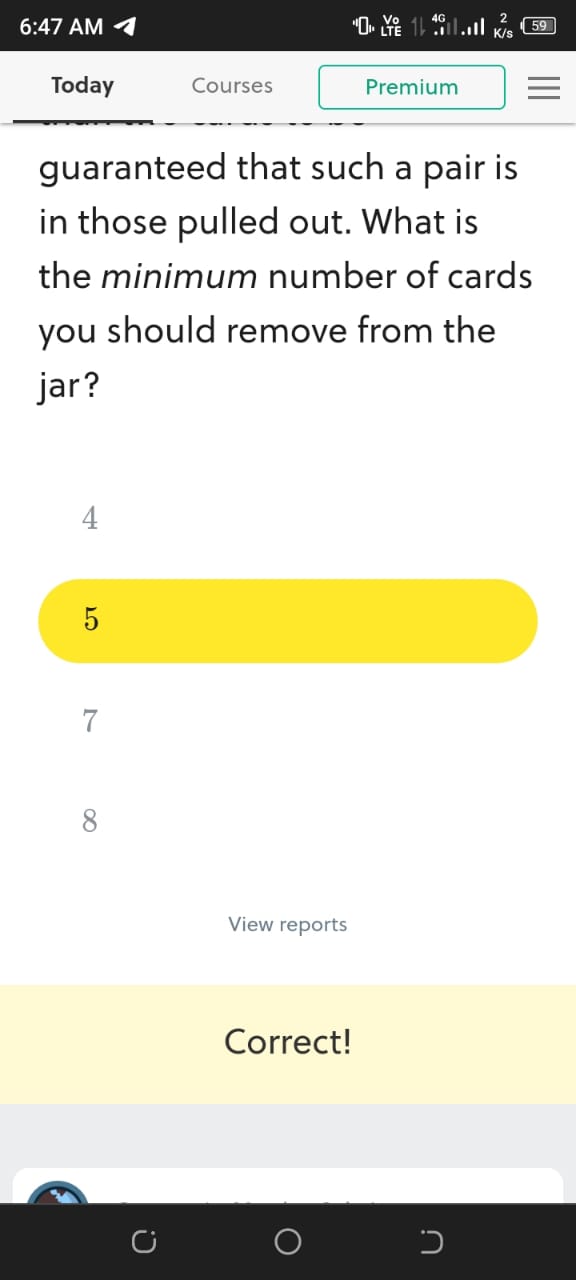 6:47 AM
Vo LTE 4G 2 K/s 59
Today Courses Premium
guaranteed that such a pair is
in those pulled out. What is
the minimum number of cards
you should remove from the
jar?
4
5
7
8
View reports
Correct!